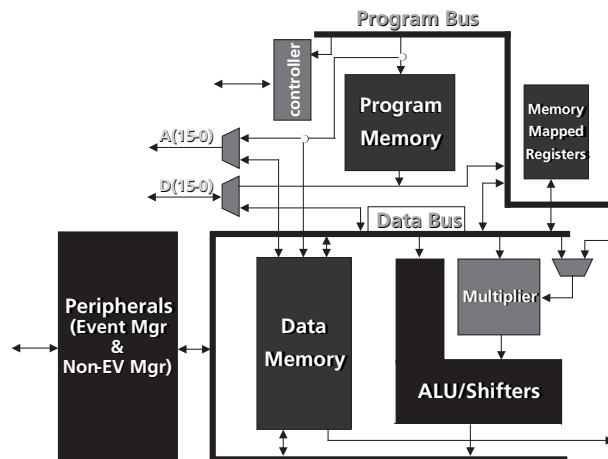 Program Bus
controller
Program
Memory
Memory
Mapped
Registers
A(15-0)
D(15-0)
Data Bus
Peripherals
(Event Mgr
&
Non-EV Mgr)
Data
Memory
Multiplier
ALU/Shifters